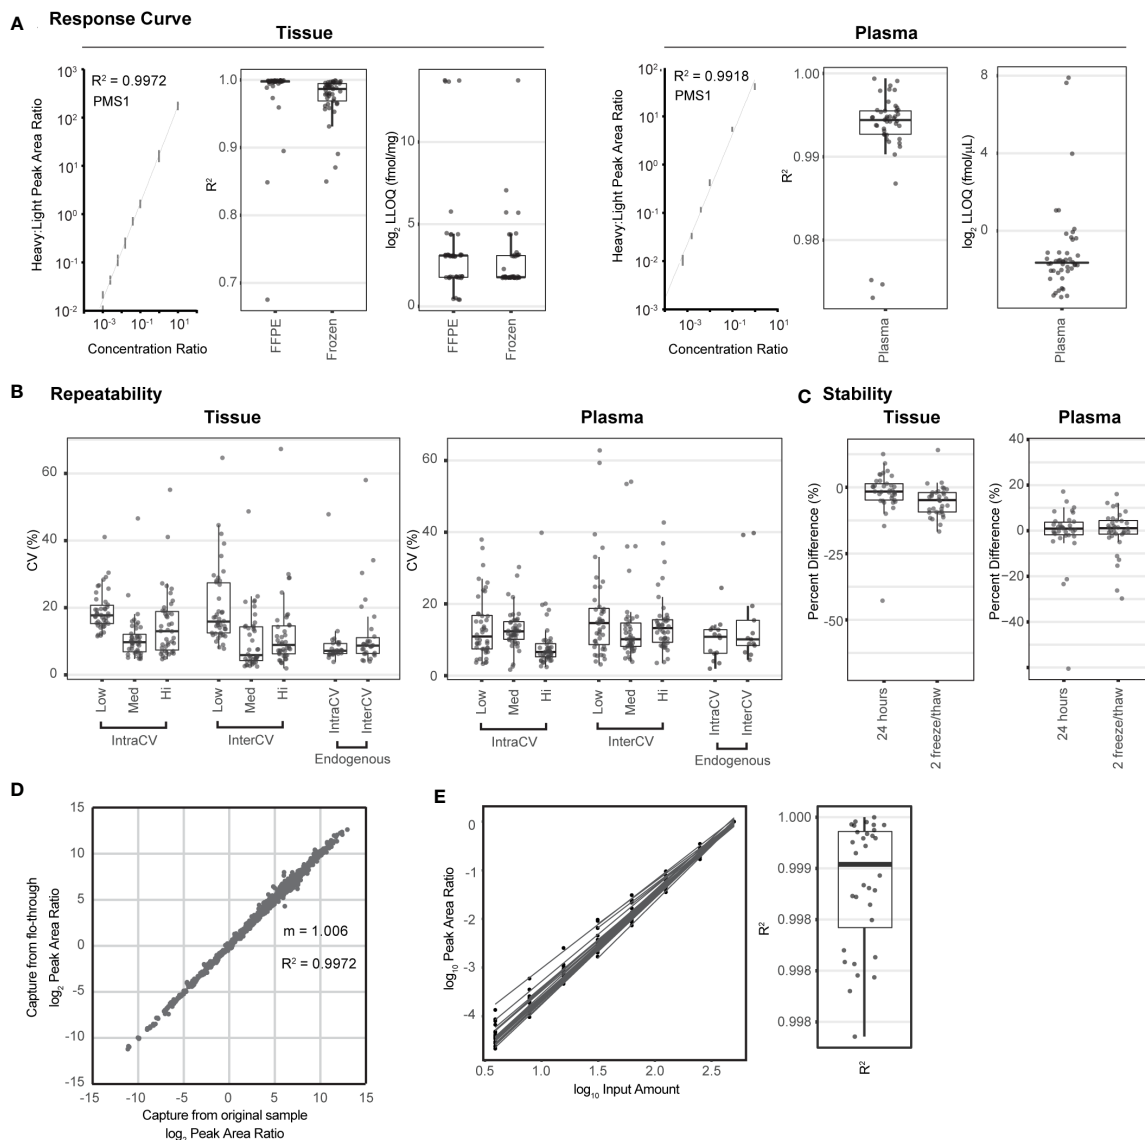 A Response Curve
Tissue
Plasma
Heavy:Light Peak Area Ratio
10³
10²
10¹
10⁰
10⁻¹
10⁻²
R² = 0.9972
PMS1
10⁻³ 10⁻¹ 10¹
Concentration Ratio
R²
1.0
0.9
0.8
0.7
FFPE
Frozen
log₂ LLOQ (fmol/mg)
10
5
0
FFPE
Frozen
Heavy:Light Peak Area Ratio
10²
10¹
10⁰
10⁻¹
10⁻²
10⁻³
R² = 0.9918
PMS1
10⁻³ 10⁻¹ 10¹
Concentration Ratio
R²
1.00
0.99
0.98
Plasma
log₂ LLOQ (fmol/µL)
8
4
0
Plasma
B Repeatability
Tissue
Plasma
CV (%)
60
40
20
0
Low
Med
Hi
Low
Med
Hi
IntraCV
InterCV
IntraCV
InterCV
Endogenous
CV (%)
60
40
20
0
Low
Med
Hi
Low
Med
Hi
IntraCV
InterCV
IntraCV
InterCV
Endogenous
C Stability
Tissue
Plasma
Percent Difference (%)
0
-25
-50
24 hours
2 freeze/thaw
Percent Difference (%)
40
20
0
−20
−40
24 hours
2 freeze/thaw
D
Capture from flo-through
log₂ Peak Area Ratio
15
10
5
0
-5
-10
-15
m = 1.006
R² = 0.9972
-15 -10 -5 0 5 10 15
Capture from original sample
log₂ Peak Area Ratio
E
log₁₀ Peak Area Ratio
0
-1
-2
-3
-4
0.5 1.0 1.5 2.0 2.5
log₁₀ Input Amount
R²
1.000
0.999
0.998
0.998
0.998
R²